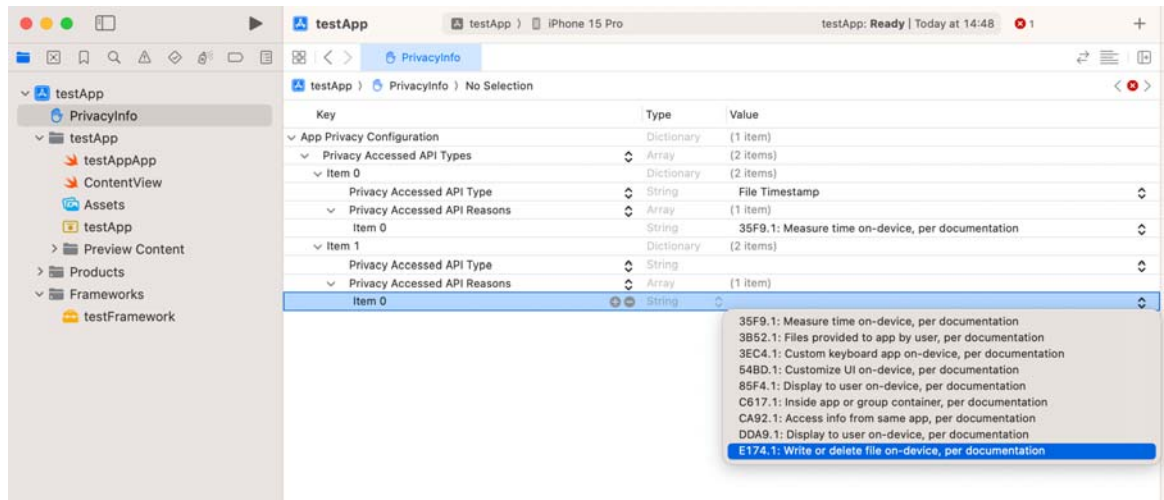 testApp
testApp 〉 iPhone 15 Pro
testApp: Ready | Today at 14:48
1
PrivacyInfo
testApp 〉 PrivacyInfo 〉 No Selection
testApp
PrivacyInfo
testApp
testAppApp
ContentView
Assets
testApp
Preview Content
Products
Frameworks
testFramework
Key Type Value
App Privacy Configuration Dictionary (1 item)
Privacy Accessed API Types Array (2 items)
Item 0 Dictionary (2 items)
Privacy Accessed API Type String File Timestamp
Privacy Accessed API Reasons Array (1 item)
Item 0 String 35F9.1: Measure time on-device, per documentation
Item 1 Dictionary (2 items)
Privacy Accessed API Type String
Privacy Accessed API Reasons Array (1 item)
Item 0 String
35F9.1: Measure time on-device, per documentation
3B52.1: Files provided to app by user, per documentation
3EC4.1: Custom keyboard app on-device, per documentation
54BD.1: Customize UI on-device, per documentation
85F4.1: Display to user on-device, per documentation
C617.1: Inside app or group container, per documentation
CA92.1: Access info from same app, per documentation
DDA9.1: Display to user on-device, per documentation
E174.1: Write or delete file on-device, per documentation